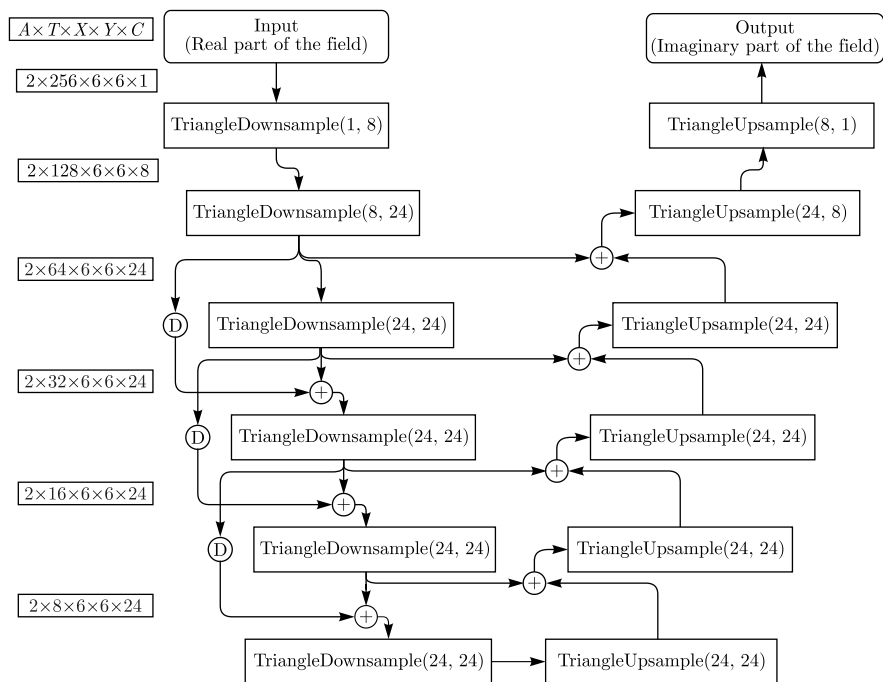 A×T×X×Y×C
Input
(Real part of the field)
Output
(Imaginary part of the field)
2×256×6×6×1
TriangleDownsample(1, 8)
TriangleUpsample(8, 1)
2×128×6×6×8
TriangleDownsample(8, 24)
TriangleUpsample(24, 8)
+
2×64×6×6×24
D
TriangleDownsample(24, 24)
TriangleUpsample(24, 24)
+
2×32×6×6×24
+
D
TriangleDownsample(24, 24)
TriangleUpsample(24, 24)
+
2×16×6×6×24
+
D
TriangleDownsample(24, 24)
TriangleUpsample(24, 24)
+
2×8×6×6×24
+
TriangleDownsample(24, 24)
TriangleUpsample(24, 24)